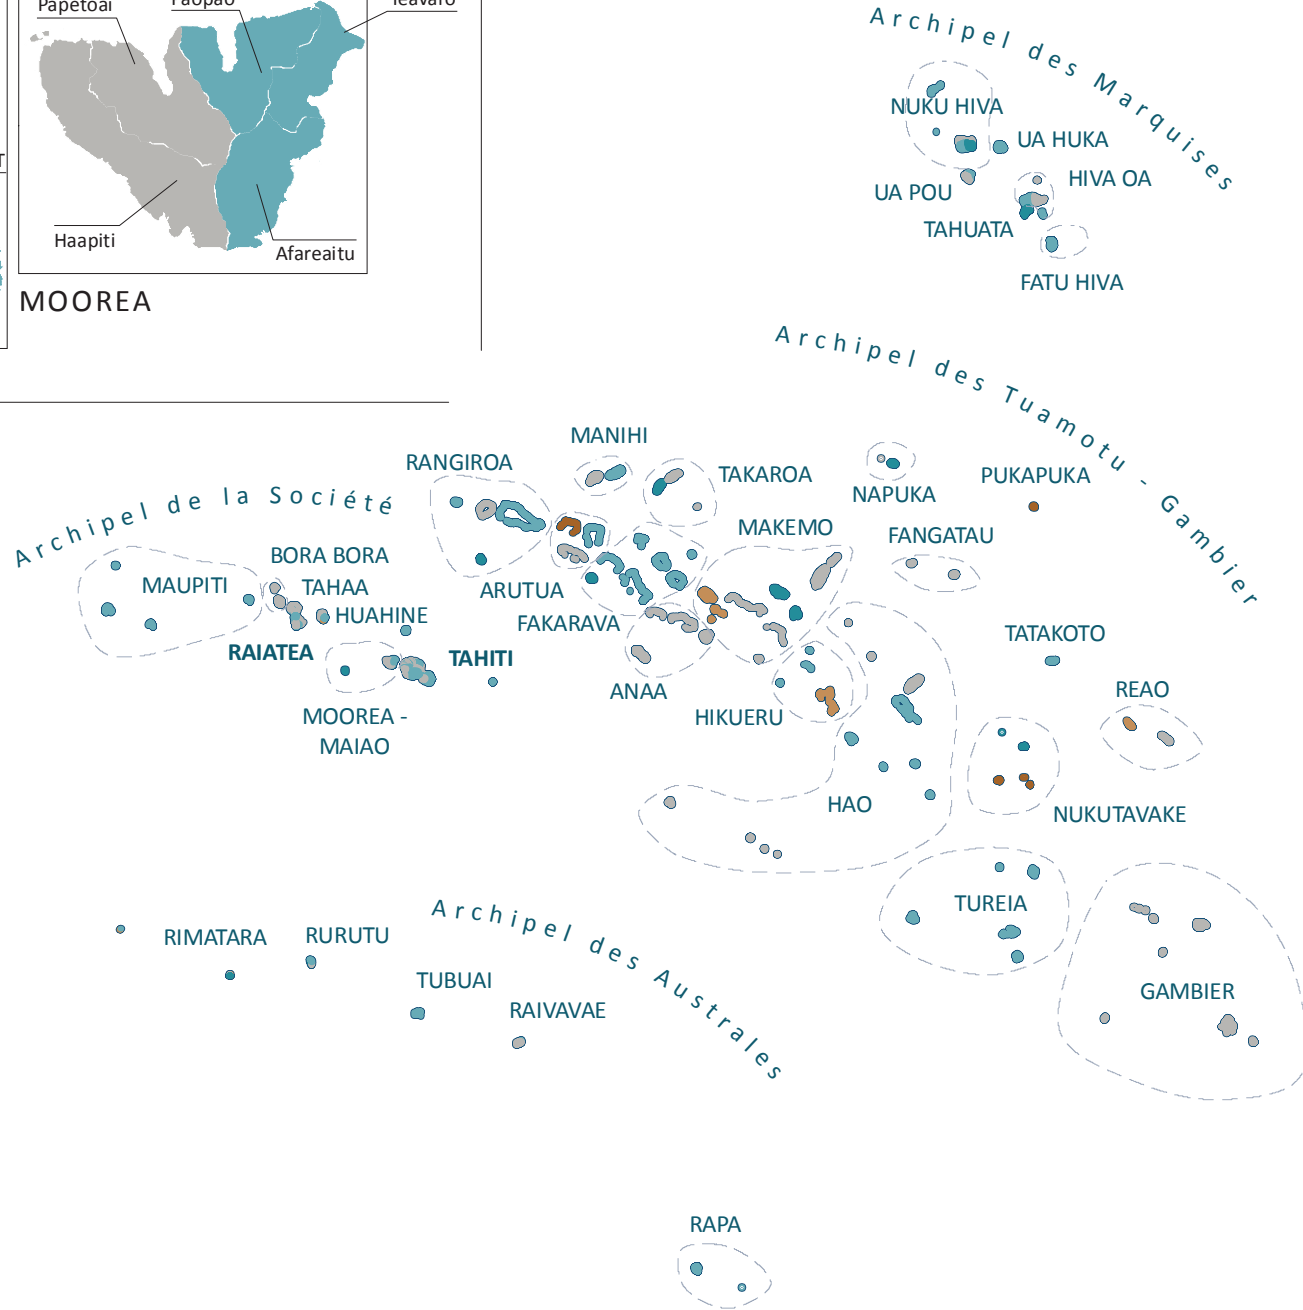 Papetoai
Paopao
Teavaro
Haapiti
Afareaitu
MOOREA
Archipel des Marquises
NUKU HIVA
UA HUKA
HIVA OA
UA POU
TAHUATA
FATU HIVA
Archipel des Tuamotu - Gambier
MANIHI
RANGIROA
TAKAROA
NAPUKA
PUKAPUKA
MAKEMO
FANGATAU
Archipel de la Société
BORA BORA
MAUPITI
TAHAA
ARUTUA
HUAHINE
FAKARAVA
TATAKOTO
RAIATEA
TAHITI
ANAA
REAO
MOOREA -
MAIAO
HIKUERU
HAO
NUKUTAVAKE
TUREIA
Archipel des Australes
RIMATARA
RURUTU
TUBUAI
RAIVAVAE
GAMBIER
RAPA